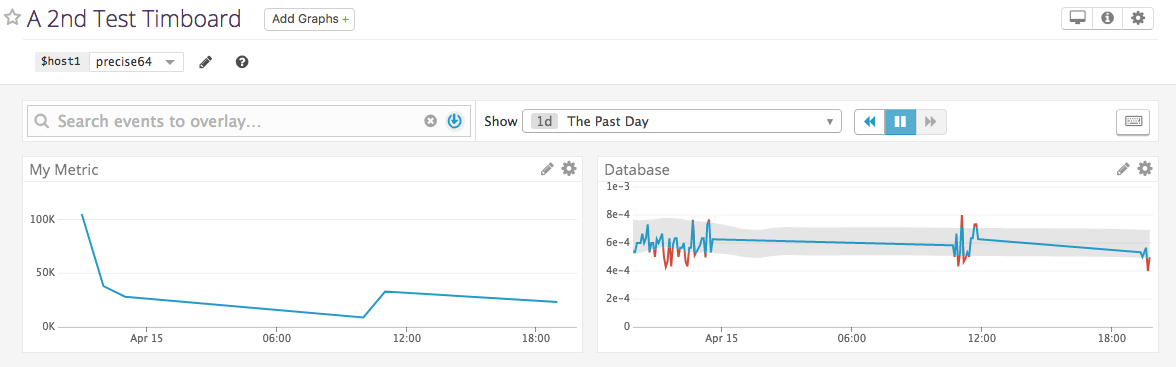 A 2nd Test Timboard
Add Graphs +
$host1 precise64
Search events to overlay...
Show 1d The Past Day
My Metric
100K
50K
0K
Apr 15 06:00 12:00 18:00
Database
1e-3
8e-4
6e-4
4e-4
2e-4
0
Apr 15 06:00 12:00 18:00